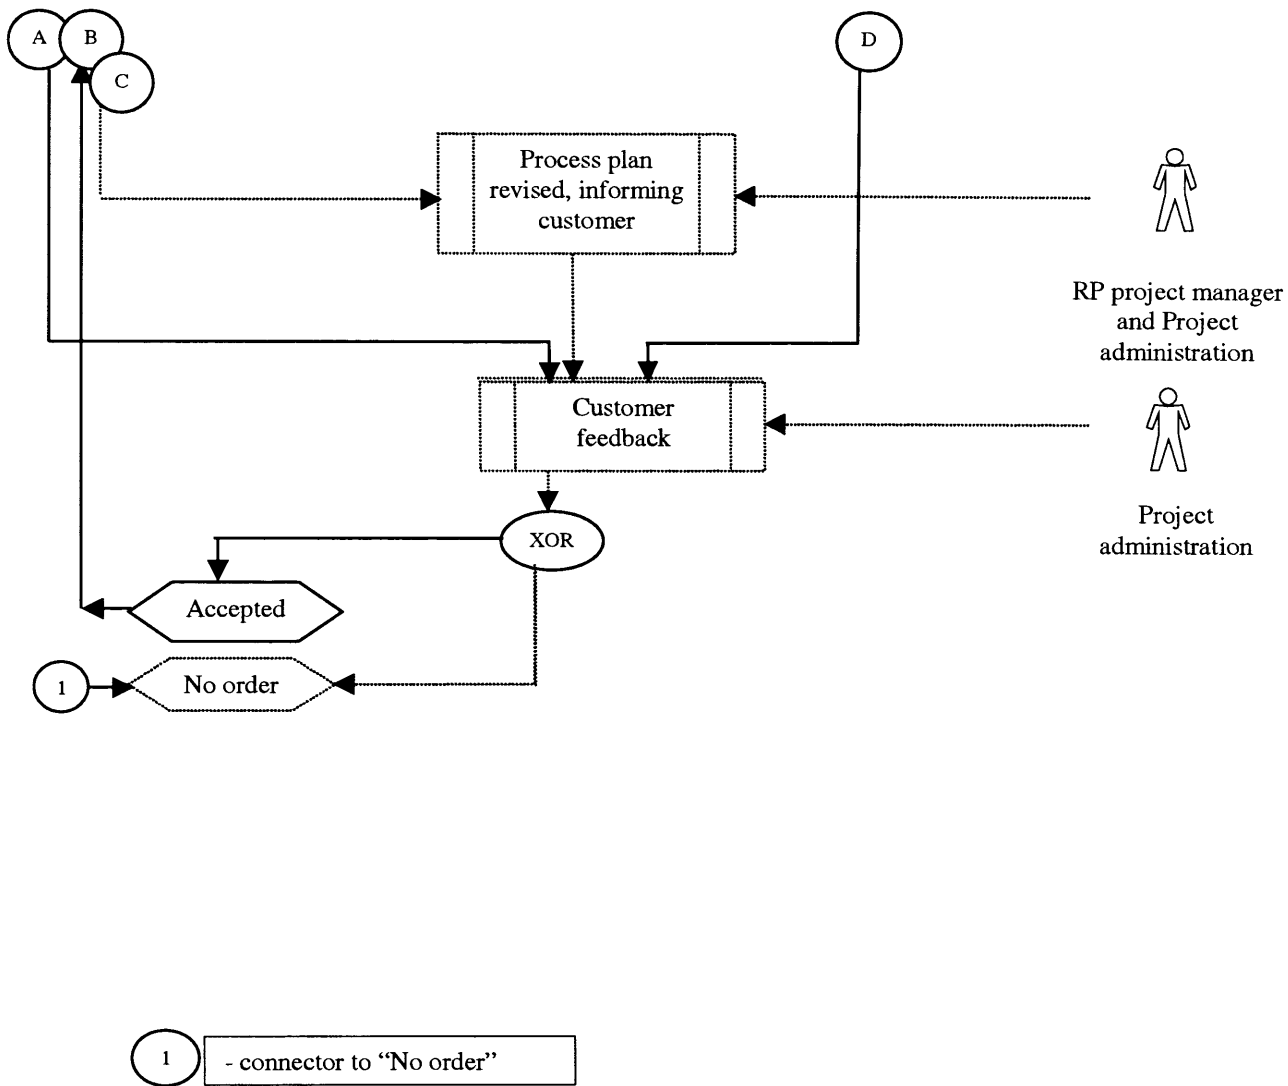 A
B
C
D
Process plan
revised, informing
customer
RP project manager
and Project
administration
Customer
feedback
Project
administration
XOR
Accepted
1
No order
1
- connector to “No order”